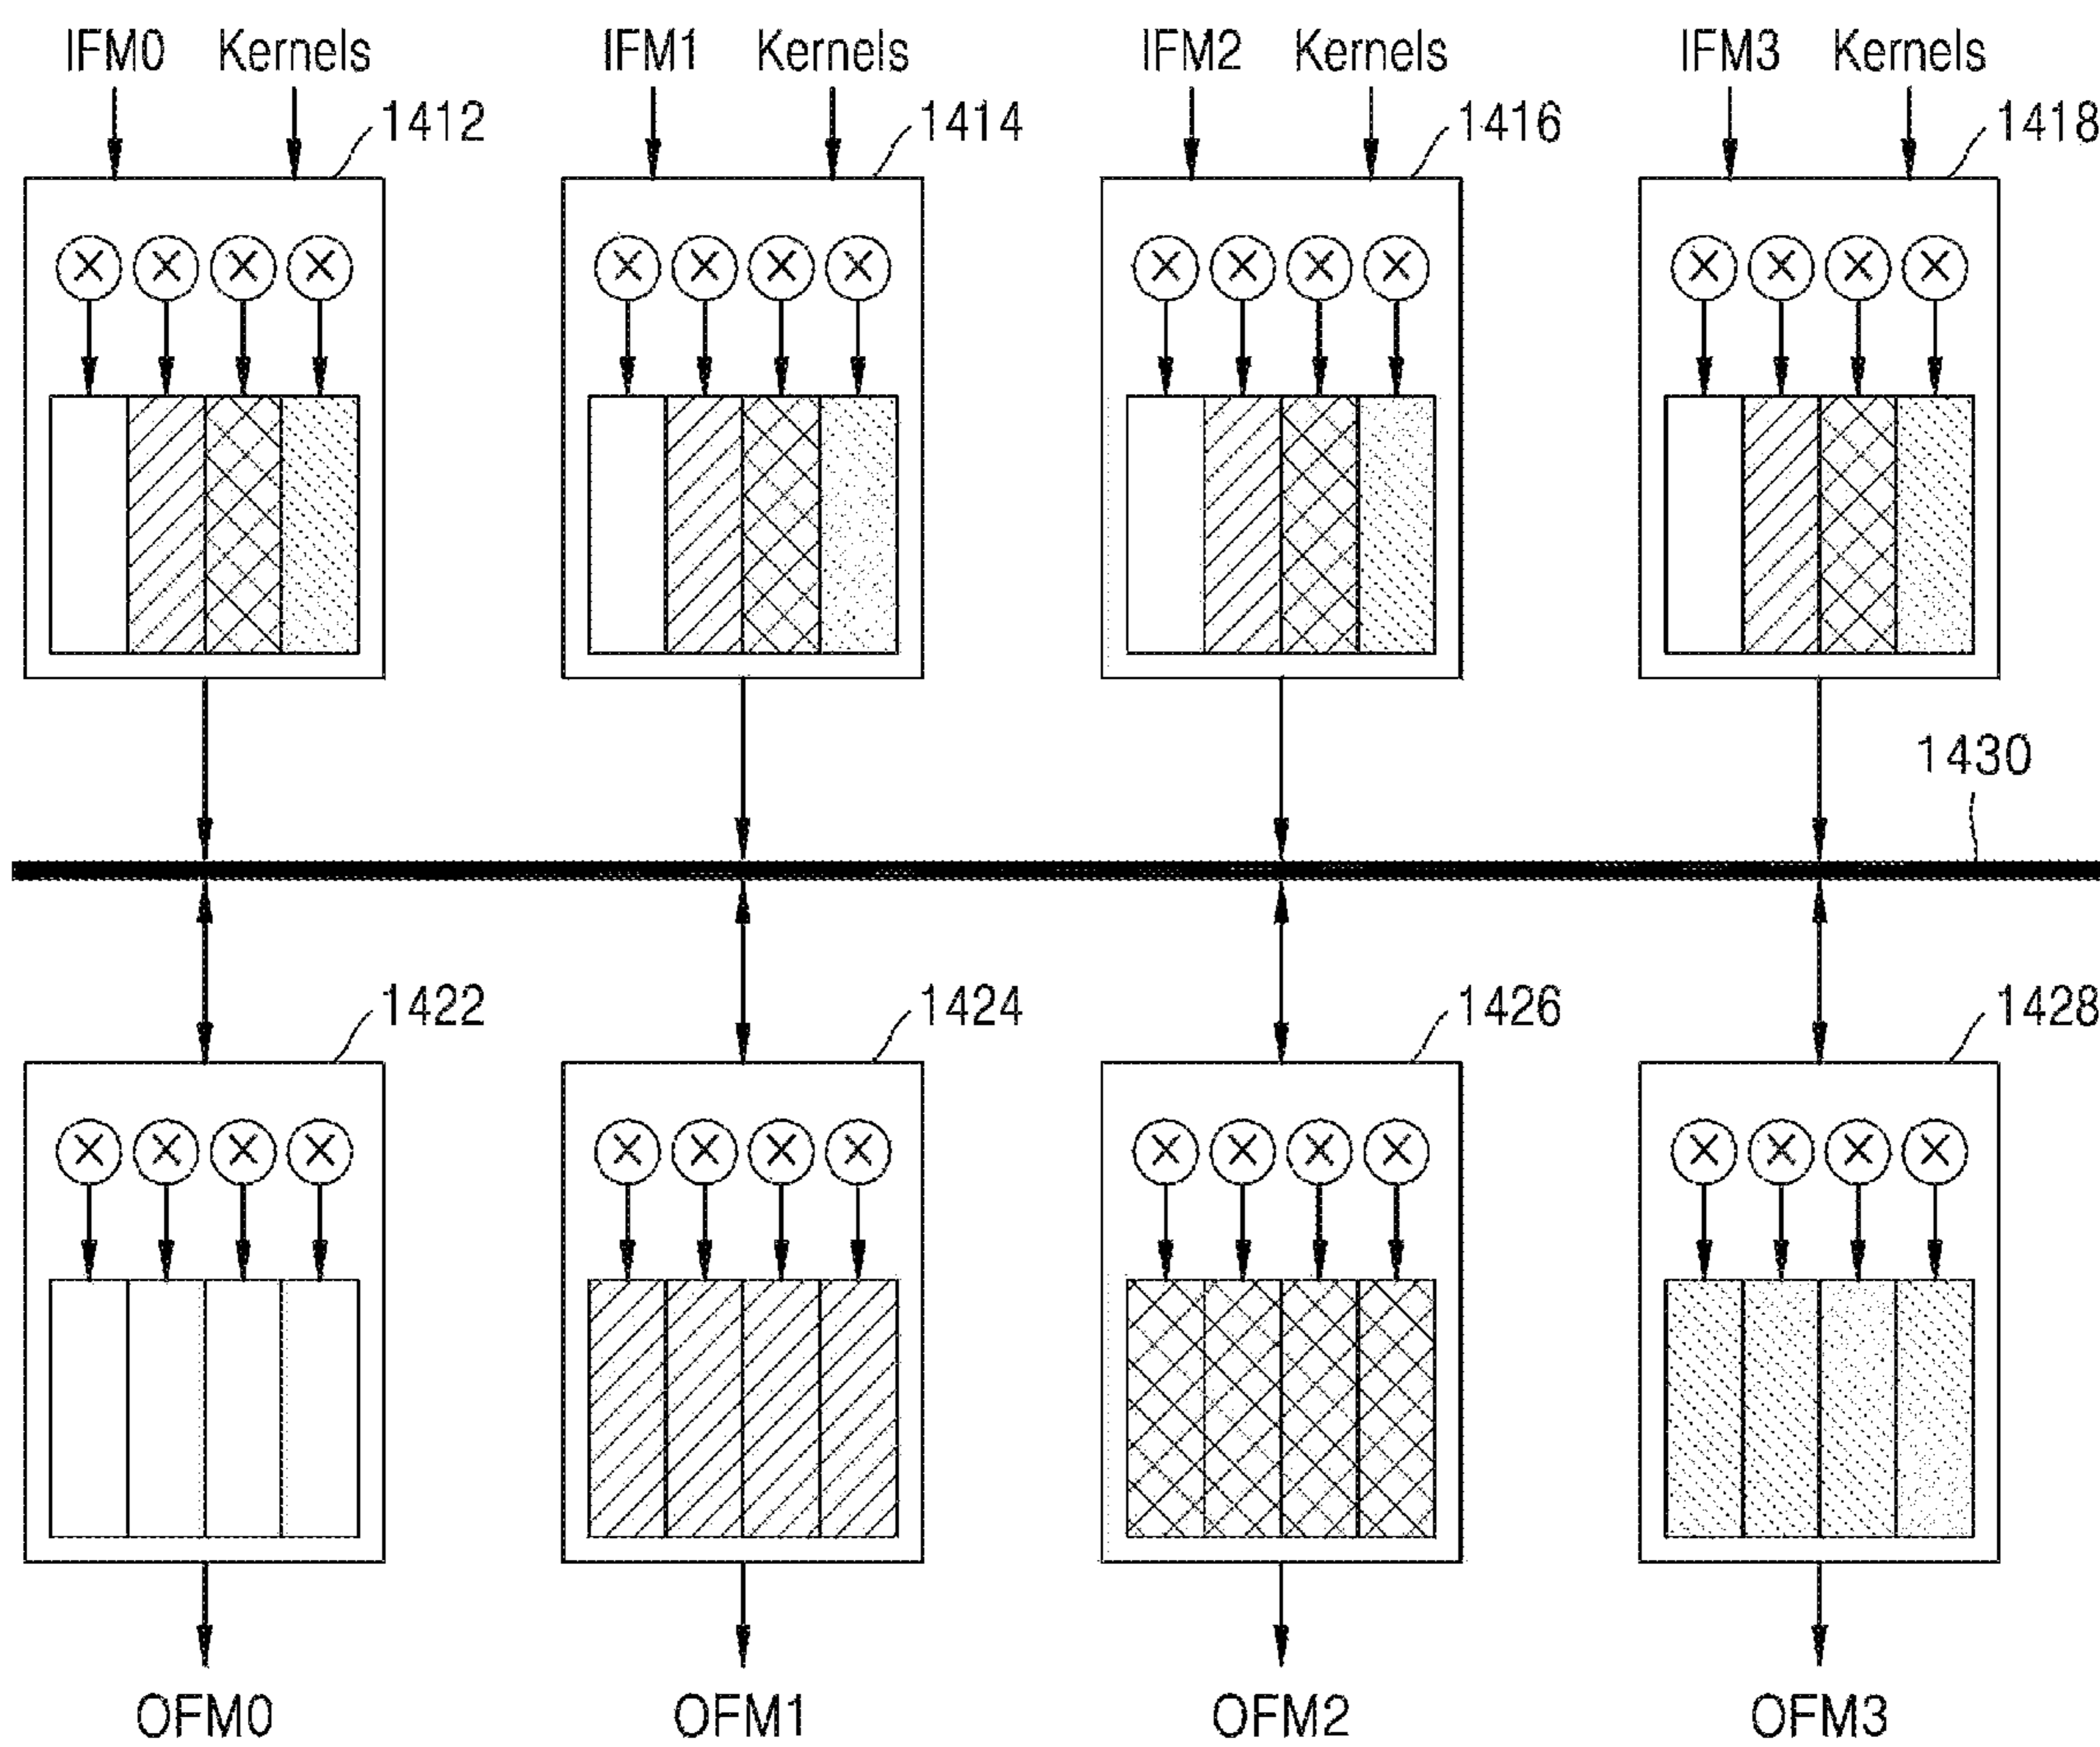 IFM0 Kernels IFM1 Kernels IFM2 Kernels IFM3 Kernels
1412 1414 1416 1418
1430
1422 1424 1426 1428
OFM0 OFM1 OFM2 OFM3